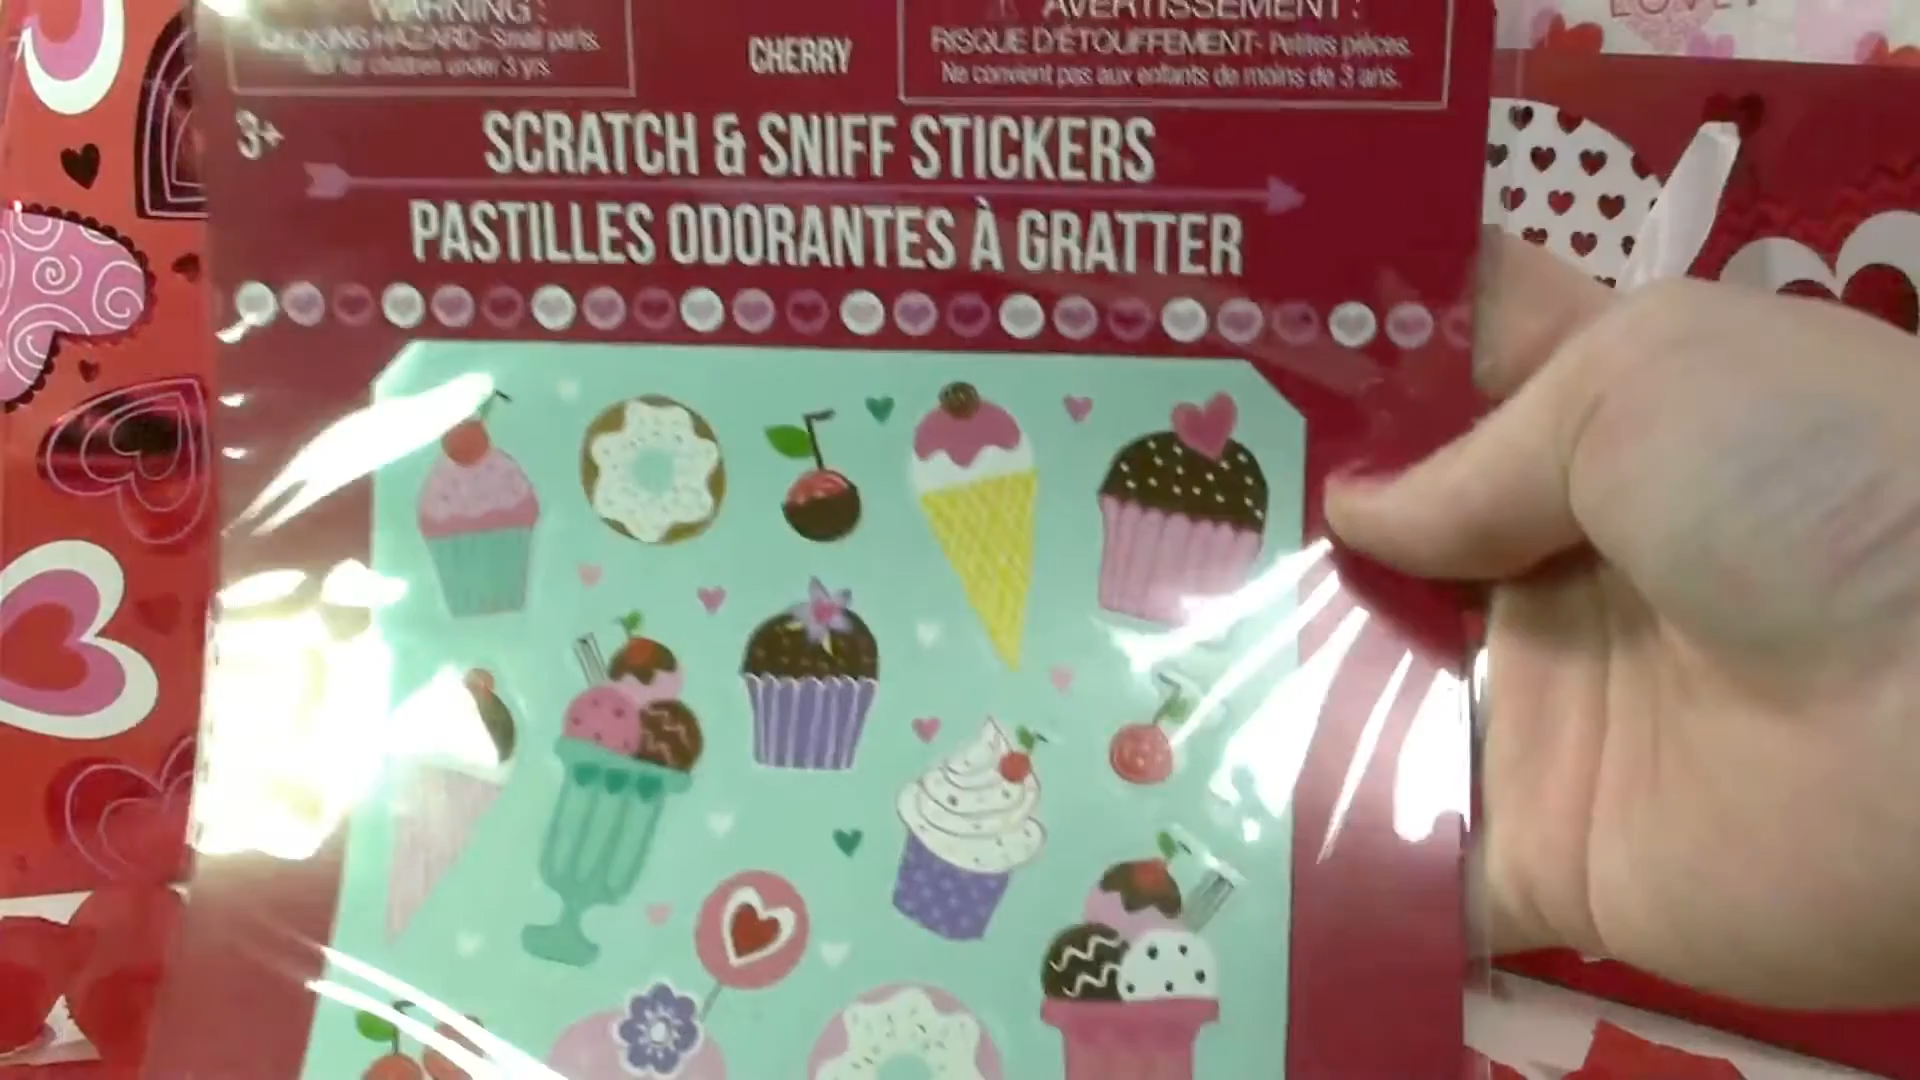 WARNING:
CHOKING HAZARD-Small parts.
Not for children under 3 yrs.
CHERRY
AVERTISSEMENT:
RISQUE D'ÉTOUFFEMENT- Petites pièces.
Ne convient pas aux enfants de moins de 3 ans.
LOVE
3+
SCRATCH & SNIFF STICKERS
PASTILLES ODORANTES À GRATTER